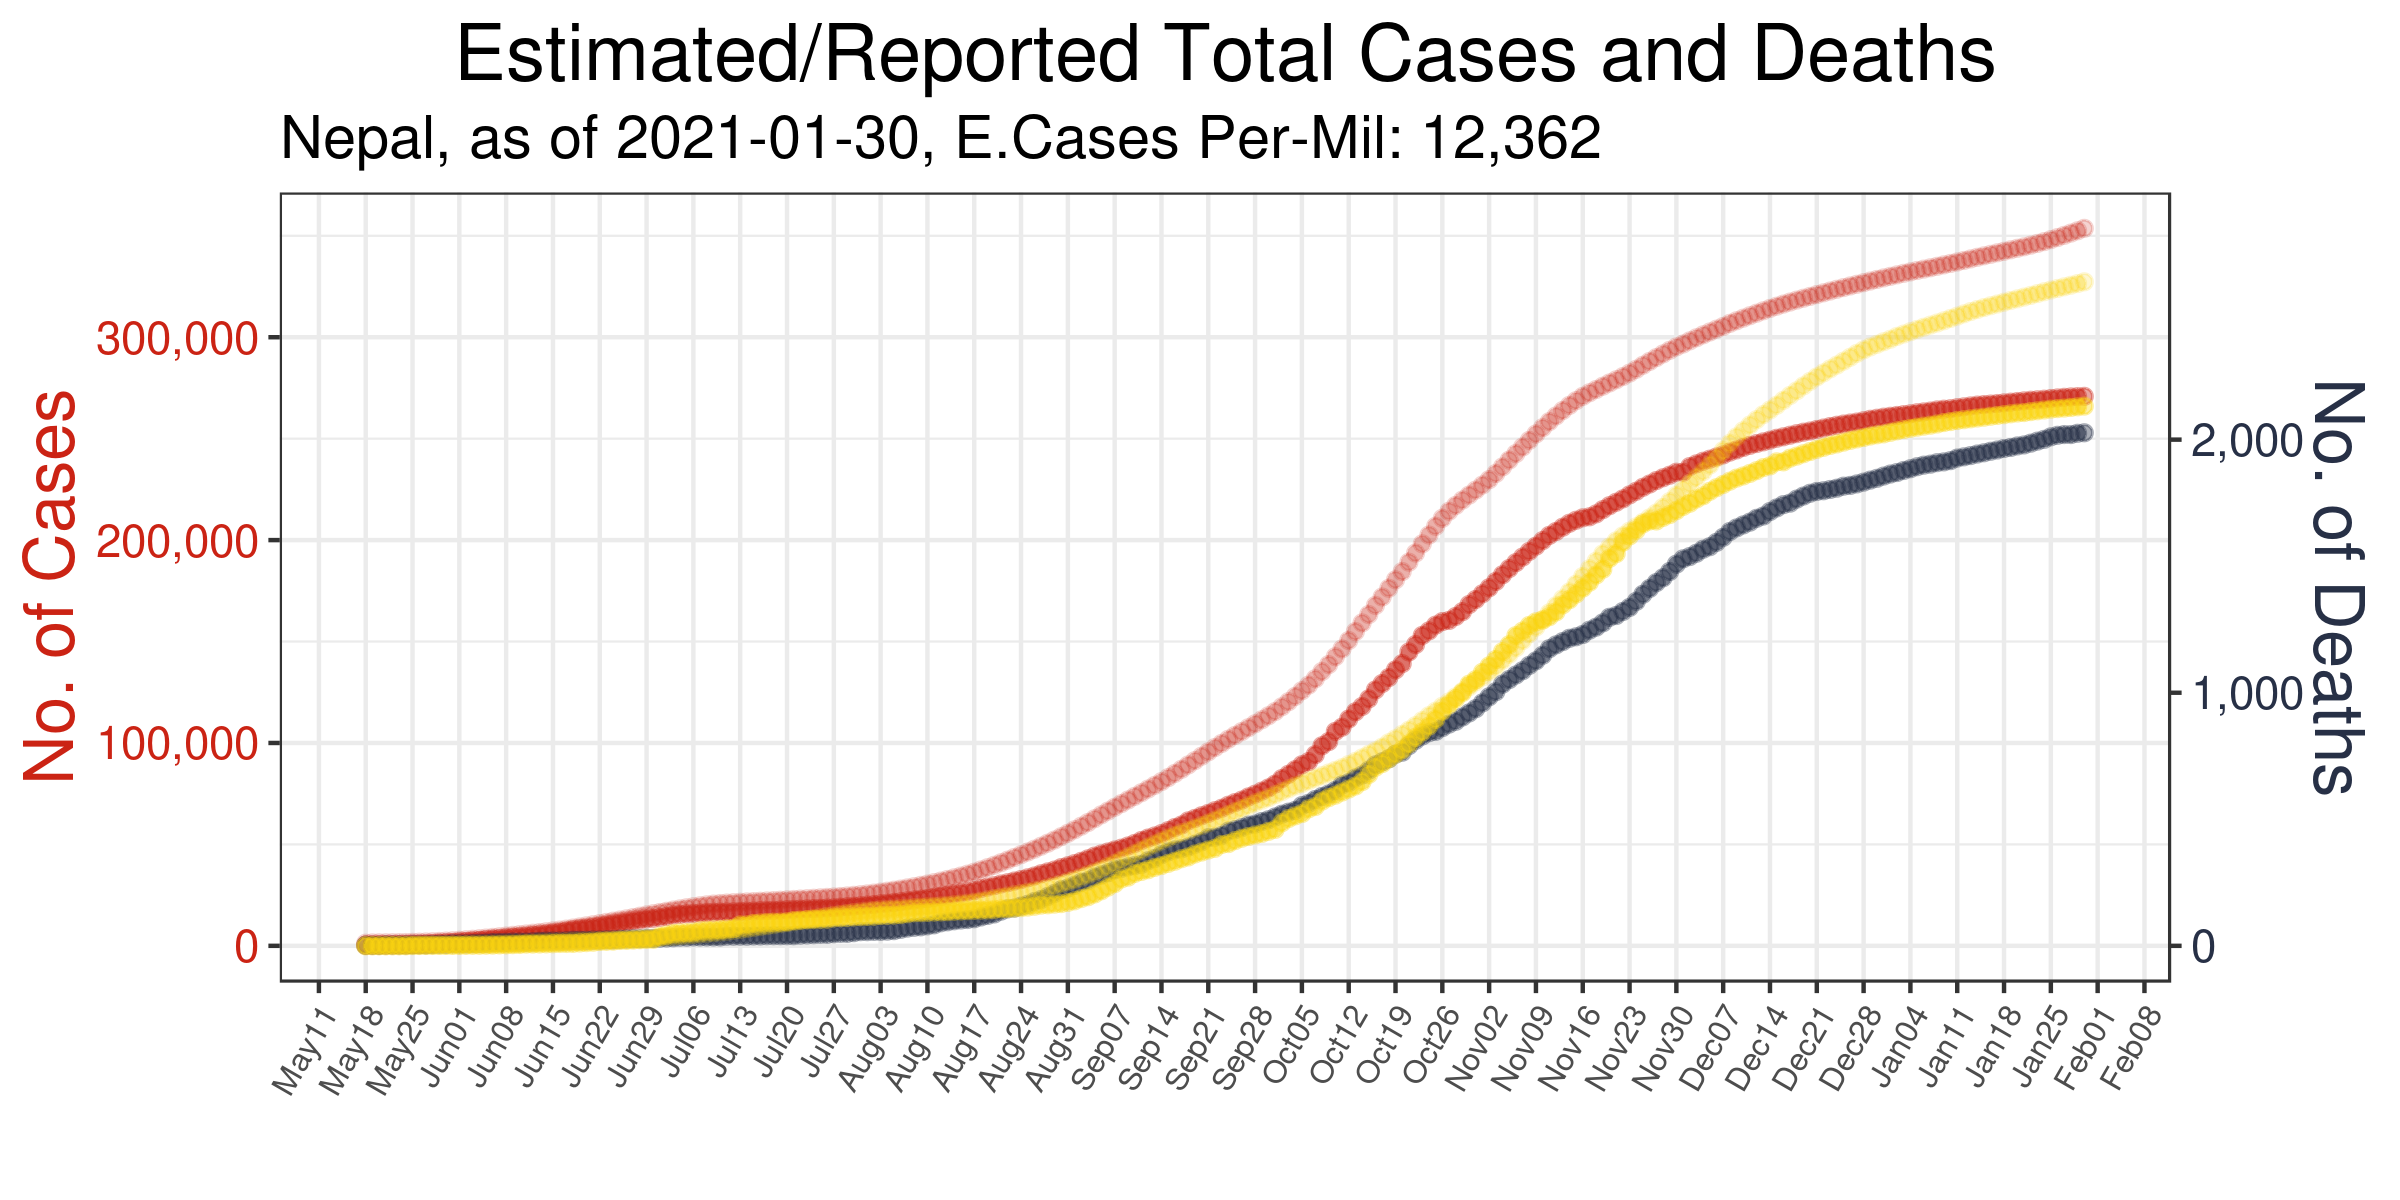 Estimated/Reported Total Cases and Deaths
Nepal, as of 2021-01-30, E.Cases Per-Mil: 12,362
No. of Cases
300,000
200,000
100,000
0
2,000
1,000
0
No. of Deaths
May11
May18
May25
Jun01
Jun08
Jun15
Jun22
Jun29
Jul06
Jul13
Jul20
Jul27
Aug03
Aug10
Aug17
Aug24
Aug31
Sep07
Sep14
Sep21
Sep28
Oct05
Oct12
Oct19
Oct26
Nov02
Nov09
Nov16
Nov23
Nov30
Dec07
Dec14
Dec21
Dec28
Jan04
Jan11
Jan18
Jan25
Feb01
Feb08